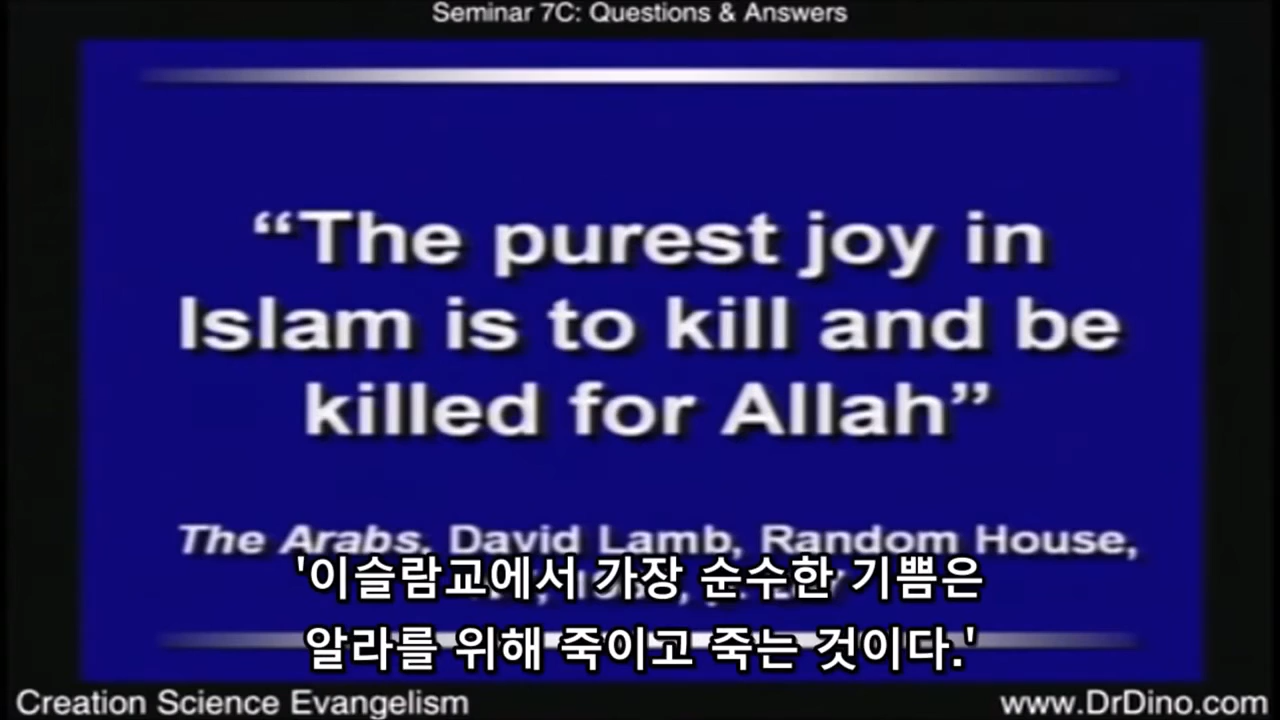 Seminar 7C: Questions & Answers
“The purest joy in
Islam is to kill and be
killed for Allah”
The Arabs, David Lamb, Random House,
'이슬람교에서 가장 순수한 기쁨은
알라를 위해 죽이고 죽는 것이다.'
Creation Science Evangelism
www.DrDino.com